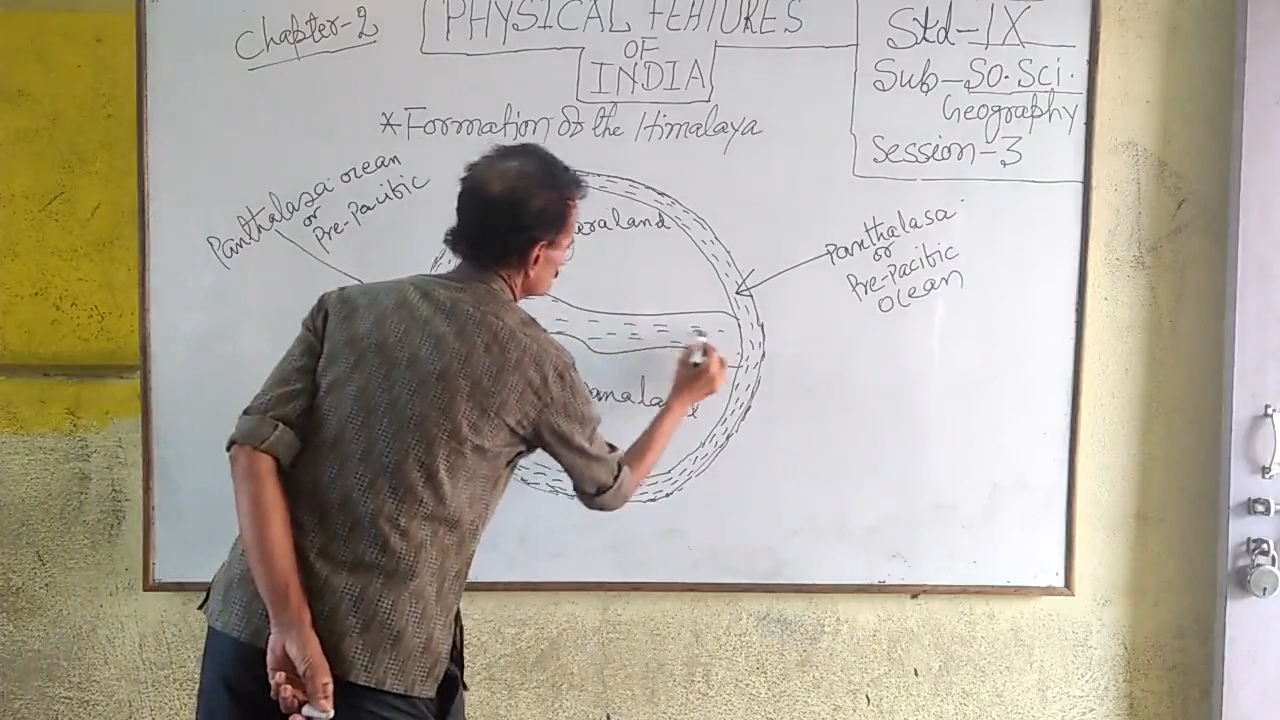 Chapter-2
PHYSICAL FEATURES
OF
INDIA
Std-IX
Sub-SO.Sci.
Geography
Session-3
*Formation of the Himalaya
Panthalasa ocean
or
Pre-Pacific
raland
Panthalasa
or
Pre-Pacific
ocean